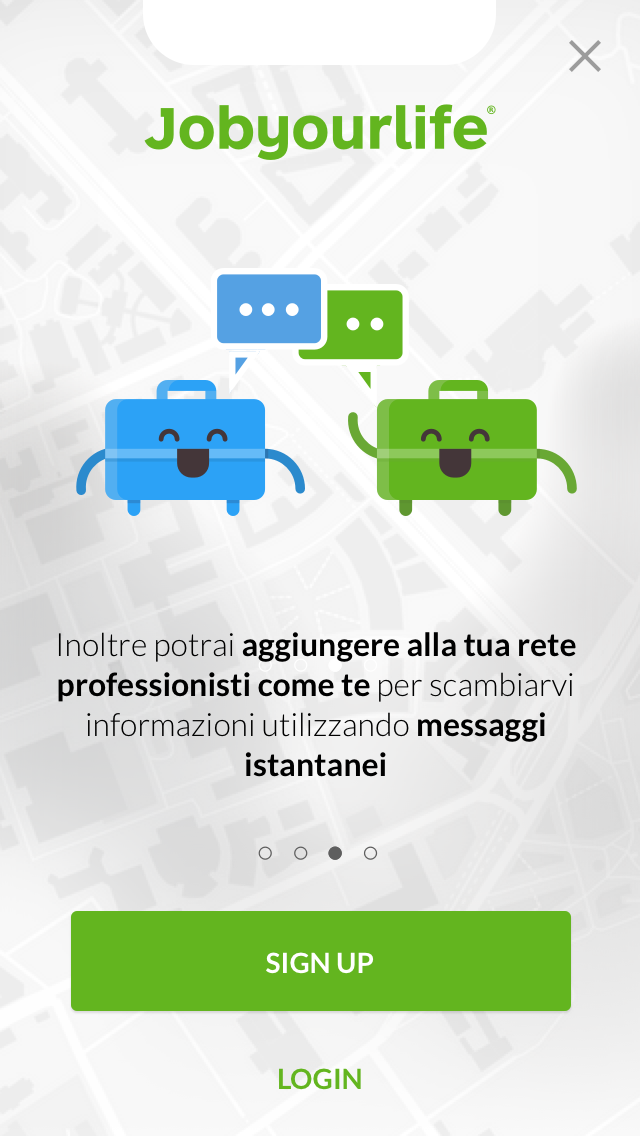 Jobyourlife®
Inoltre potrai aggiungere alla tua rete
professionisti come te per scambiarvi
informazioni utilizzando messaggi
istantanei
SIGN UP
LOGIN